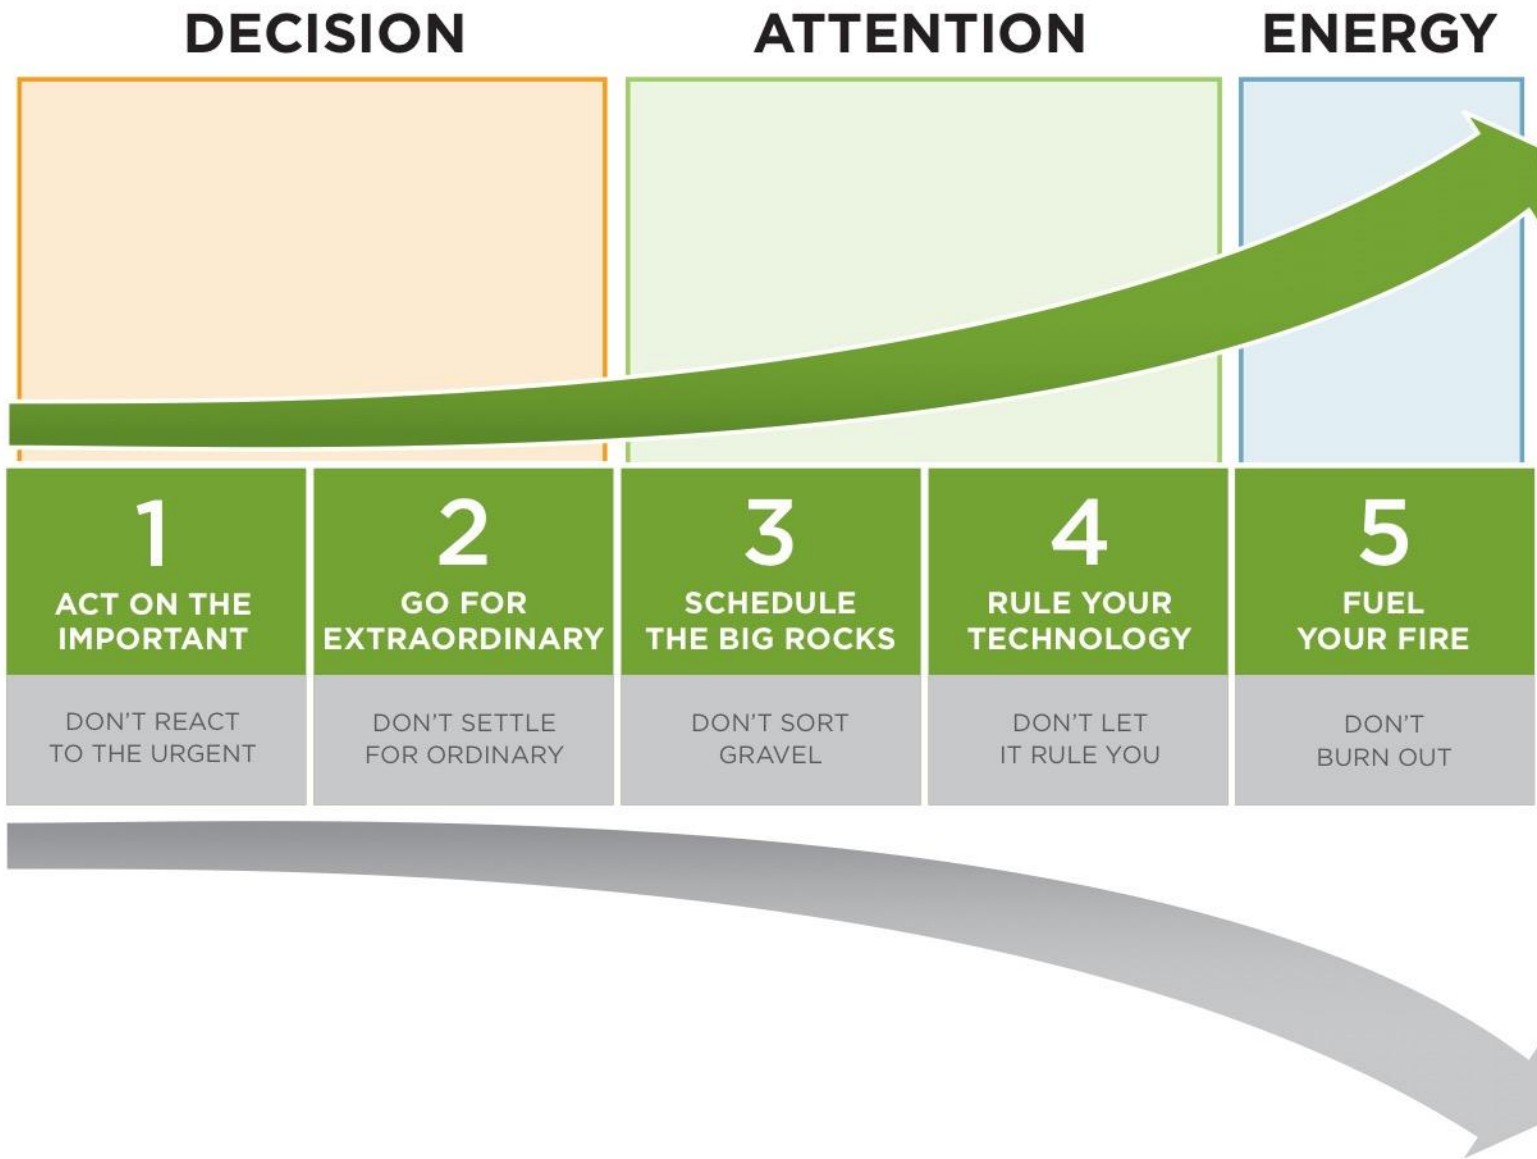 DECISION
ATTENTION
ENERGY
1
ACT ON THE
IMPORTANT
DON'T REACT
TO THE URGENT
2
GO FOR
EXTRAORDINARY
DON'T SETTLE
FOR ORDINARY
3
SCHEDULE
THE BIG ROCKS
DON'T SORT
GRAVEL
4
RULE YOUR
TECHNOLOGY
DON'T LET
IT RULE YOU
5
FUEL
YOUR FIRE
DON'T
BURN OUT